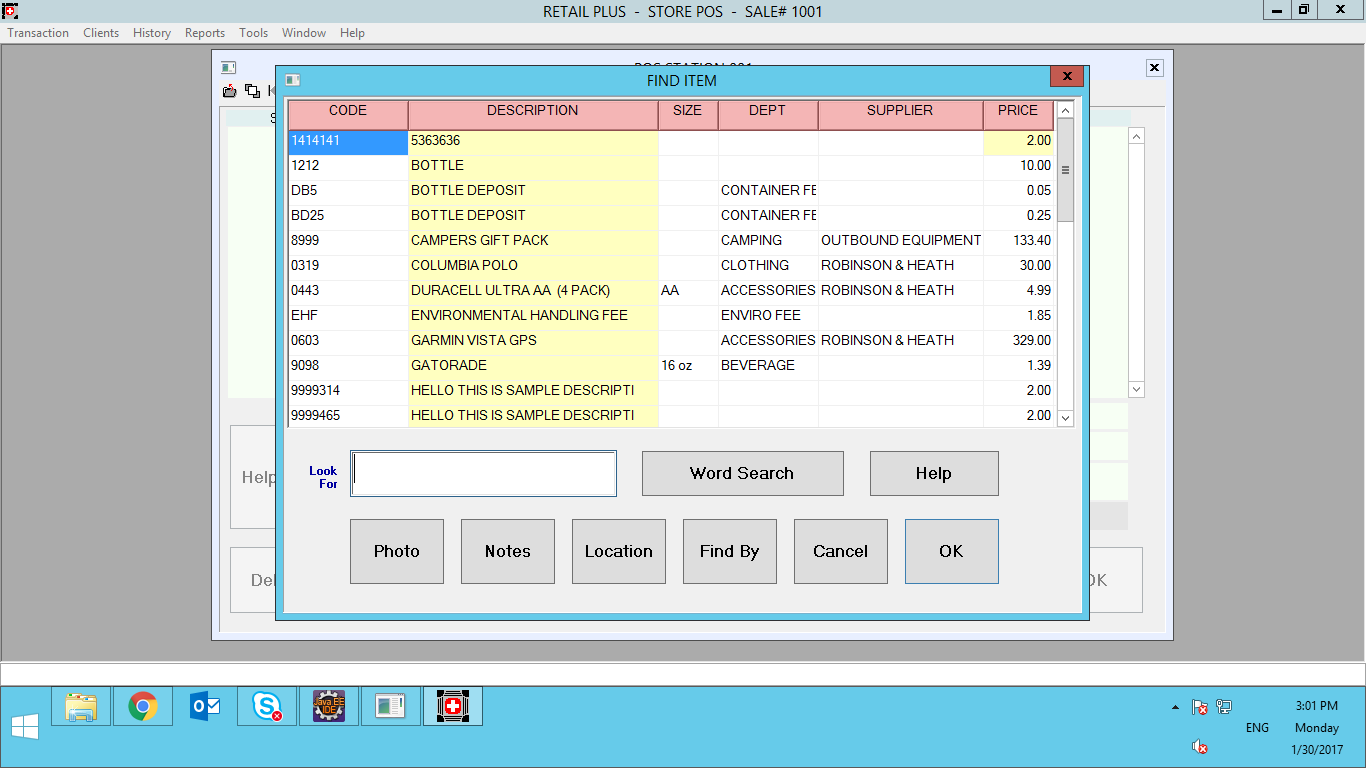 RETAIL PLUS - STORE POS - SALE# 1001
Transaction Clients History Reports Tools Window Help
FIND ITEM
CODE DESCRIPTION SIZE DEPT SUPPLIER PRICE
1414141 5363636 2.00
1212 BOTTLE 10.00
DB5 BOTTLE DEPOSIT CONTAINER FE 0.05
BD25 BOTTLE DEPOSIT CONTAINER FE 0.25
8999 CAMPERS GIFT PACK CAMPING OUTBOUND EQUIPMENT 133.40
0319 COLUMBIA POLO CLOTHING ROBINSON & HEATH 30.00
0443 DURACELL ULTRA AA (4 PACK) AA ACCESSORIES ROBINSON & HEATH 4.99
EHF ENVIRONMENTAL HANDLING FEE ENVIRO FEE 1.85
0603 GARMIN VISTA GPS ACCESSORIES ROBINSON & HEATH 329.00
9098 GATORADE 16 oz BEVERAGE 1.39
9999314 HELLO THIS IS SAMPLE DESCRIPTI 2.00
9999465 HELLO THIS IS SAMPLE DESCRIPTI 2.00
Help
Look
For
Word Search Help
Photo Notes Location Find By Cancel OK
Del
OK
Java EE
IDE
3:01 PM
ENG Monday
1/30/2017